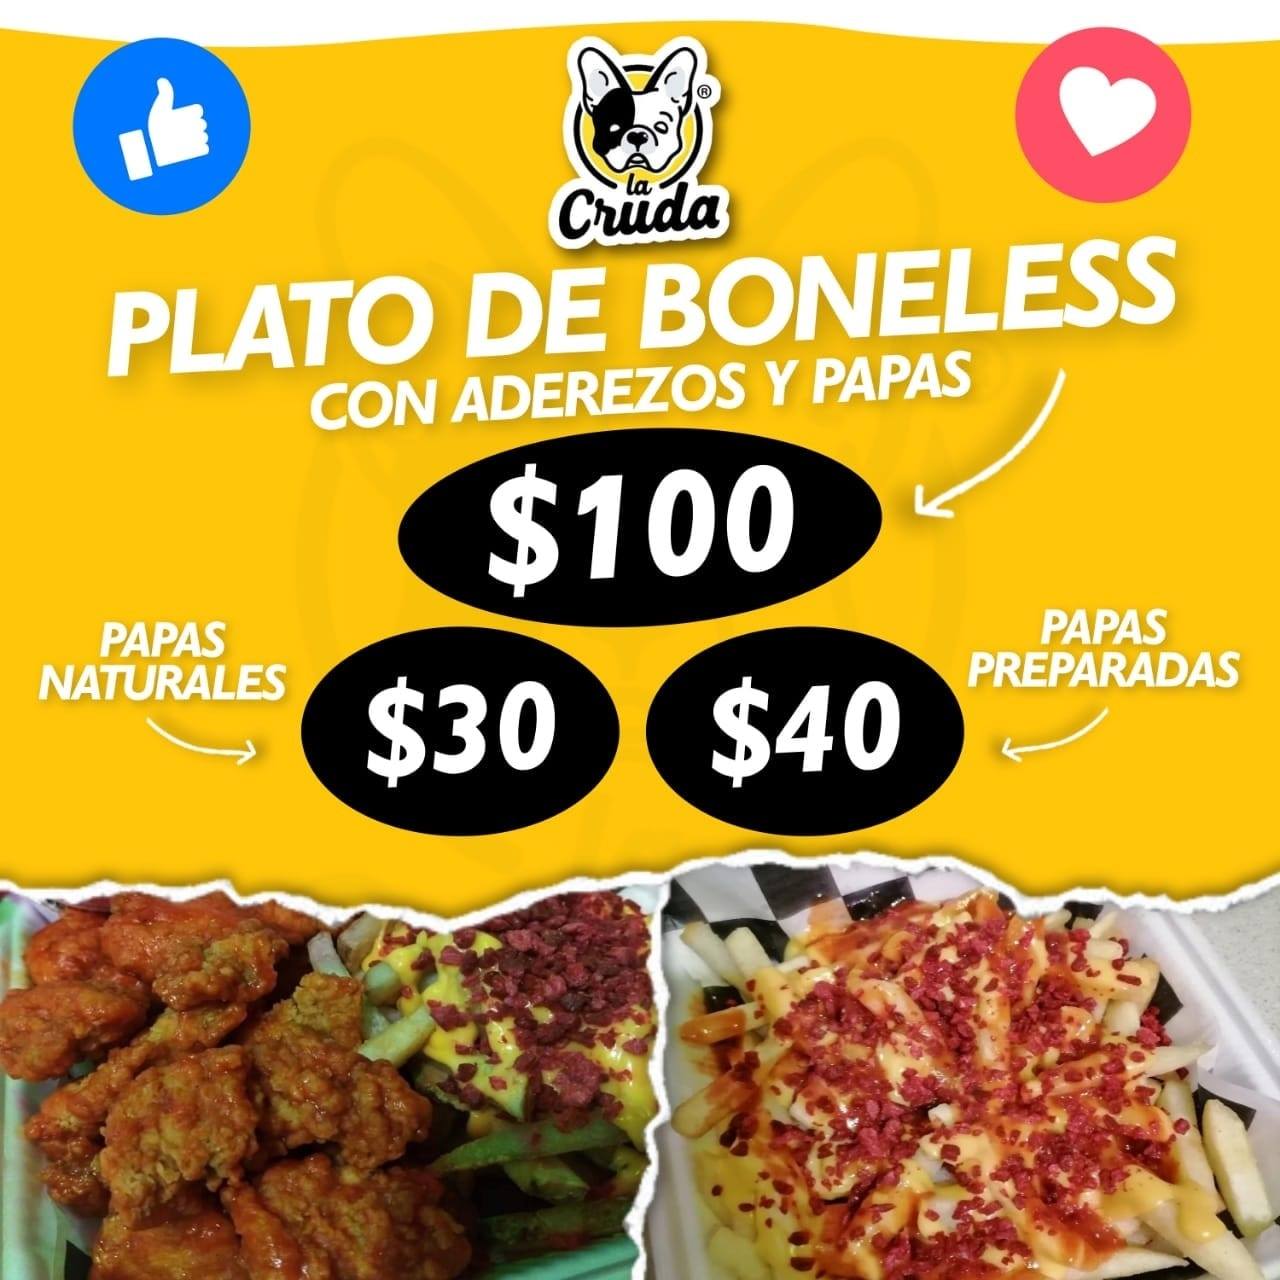 ®
la
Cruda
PLATO DE BONELESS
CON ADEREZOS Y PAPAS
$100
PAPAS
NATURALES
$30
$40
PAPAS
PREPARADAS